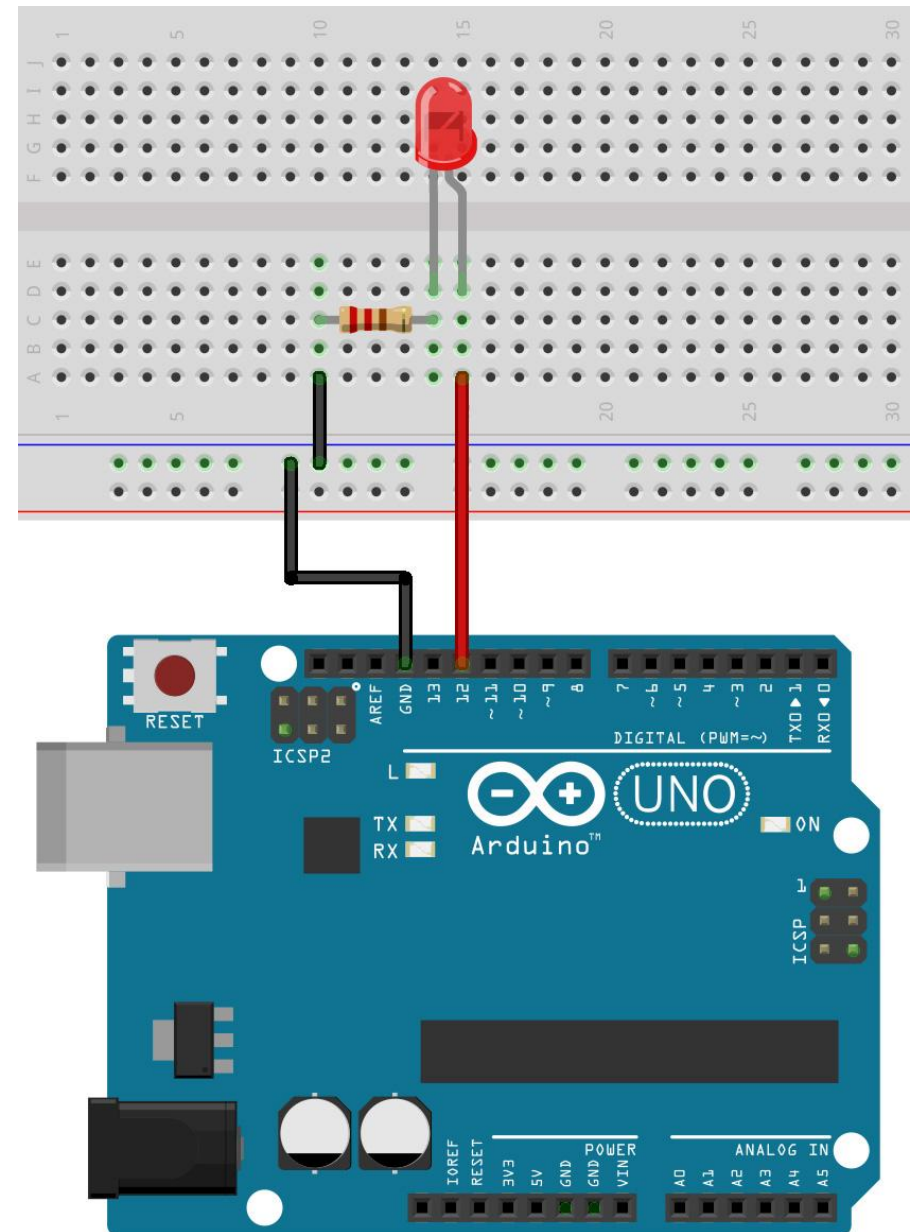 1 5 10 15 20 25 30
J
I
H
G
F
E
D
C
B
A
1 5 20 25 30
RESET
ICSP2
AREF
GND
13
12
~11
~10
~9
8
7
~6
~5
4
~3
2
TX0▶1
RX0◀0
DIGITAL (PWM=~)
L
TX
RX
Arduino™
UNO
ON
1
ICSP
IOREF
RESET
3V3
5V
GND
GND
VIN
POWER
ANALOG IN
A0
A1
A2
A3
A4
A5